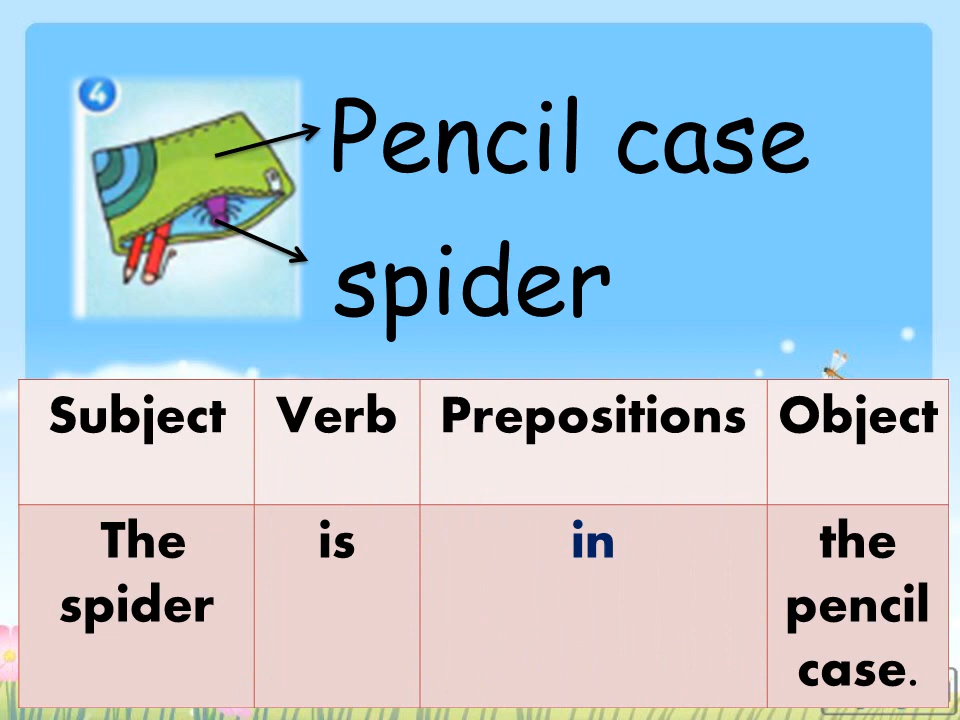 4
Pencil case
spider
Subject Verb Prepositions Object
The is in the
spider pencil
case.